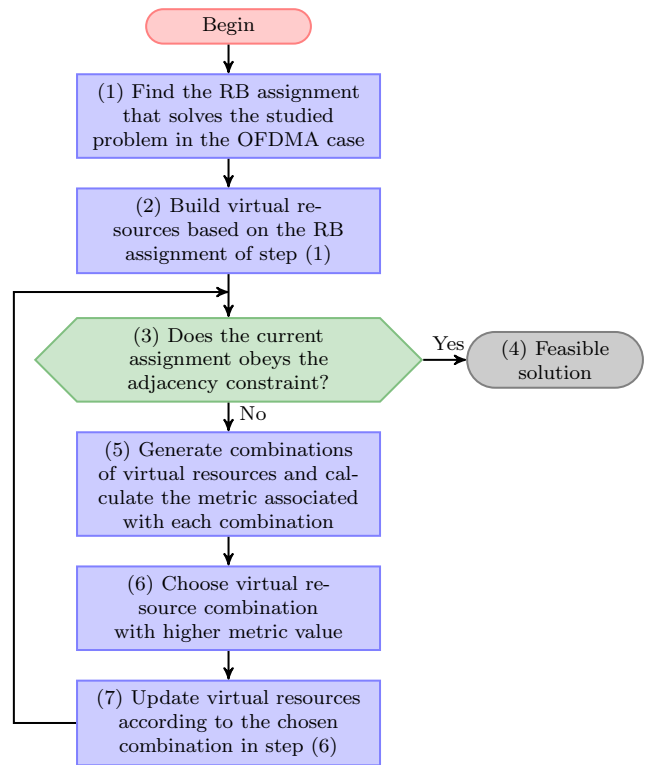 Begin
(1) Find the RB assignment
that solves the studied
problem in the OFDMA case
(2) Build virtual re-
sources based on the RB
assignment of step (1)
(3) Does the current
assignment obeys the
adjacency constraint?
Yes
(4) Feasible
solution
No
(5) Generate combinations
of virtual resources and cal-
culate the metric associated
with each combination
(6) Choose virtual re-
source combination
with higher metric value
(7) Update virtual resources
according to the chosen
combination in step (6)